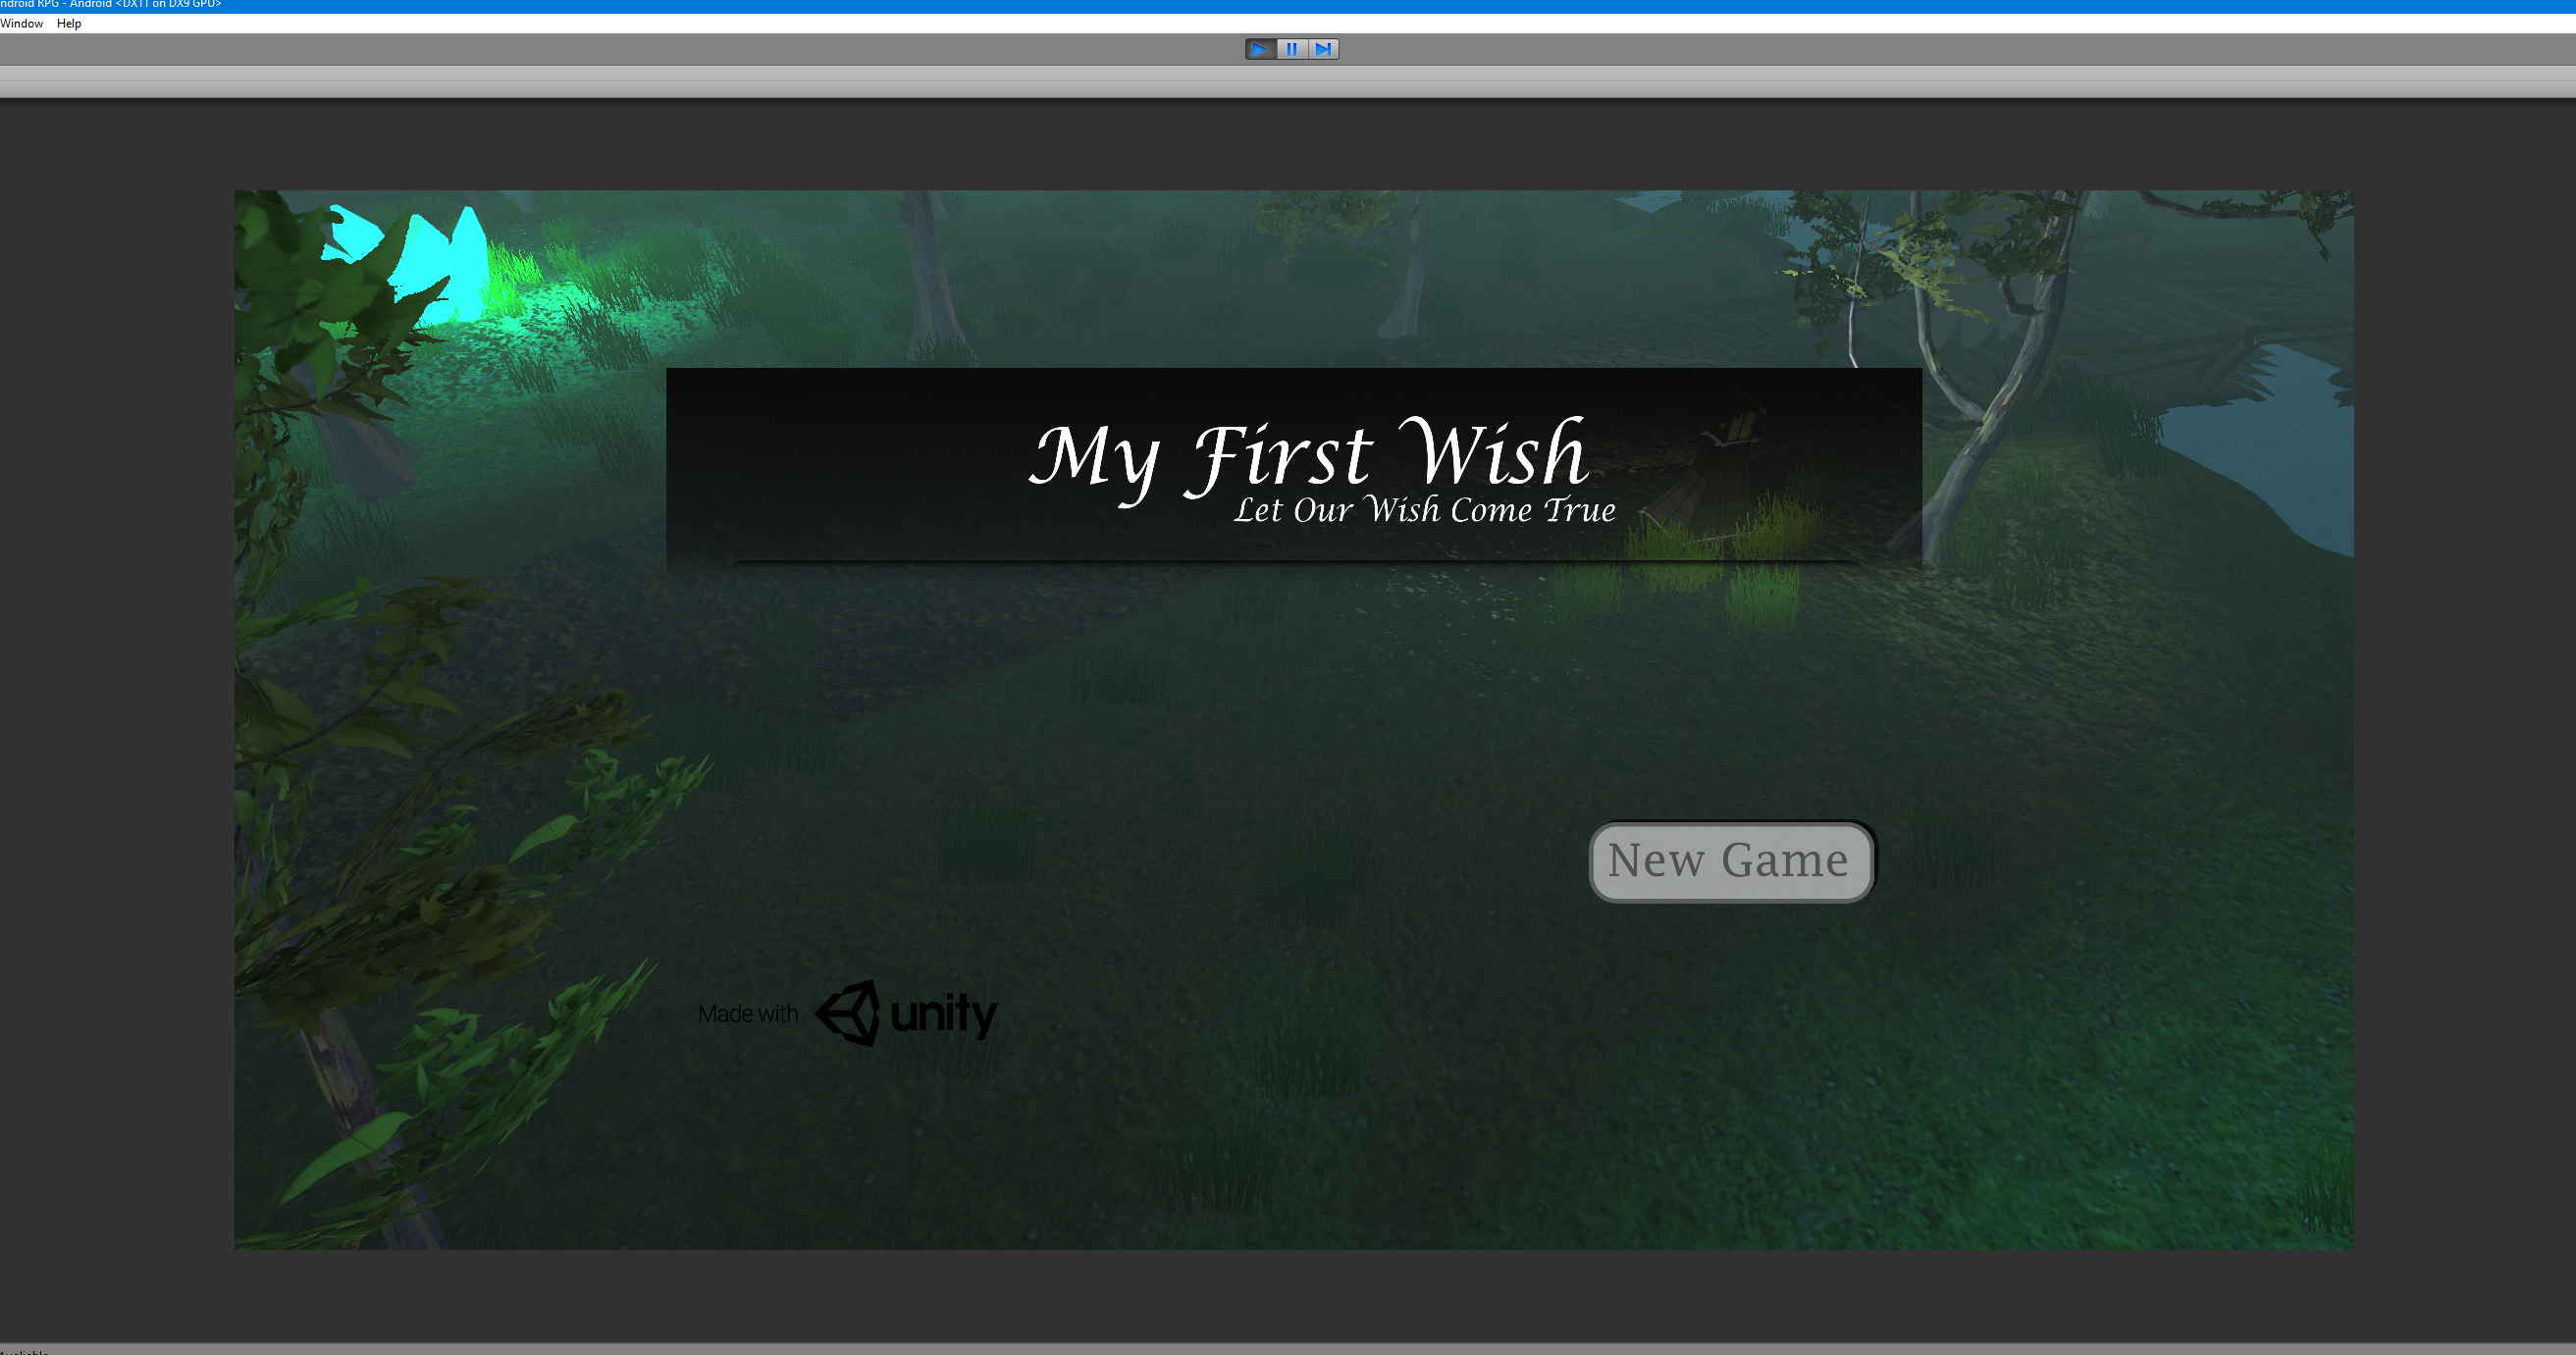 ndroid RPG - Android <DX11 on DX9 GPU>
Window Help
My First Wish
Let Our Wish Come True
New Game
Made with unity